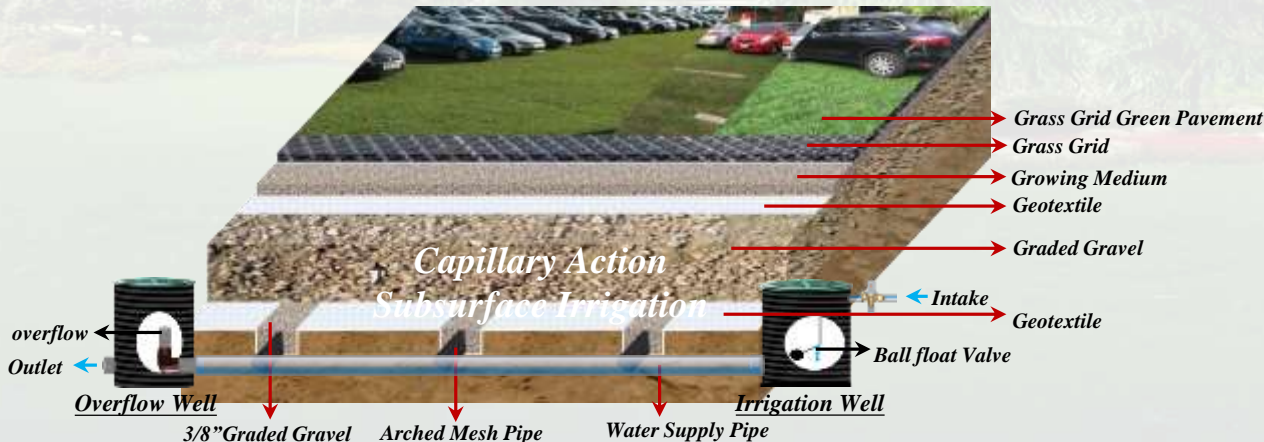 Grass Grid Green Pavement
Grass Grid
Growing Medium
Geotextile
Graded Gravel
Capillary Action
Subsurface Irrigation
Intake
Geotextile
overflow
Ball float Valve
Outlet
Overflow Well
Irrigation Well
3/8”Graded Gravel
Arched Mesh Pipe
Water Supply Pipe